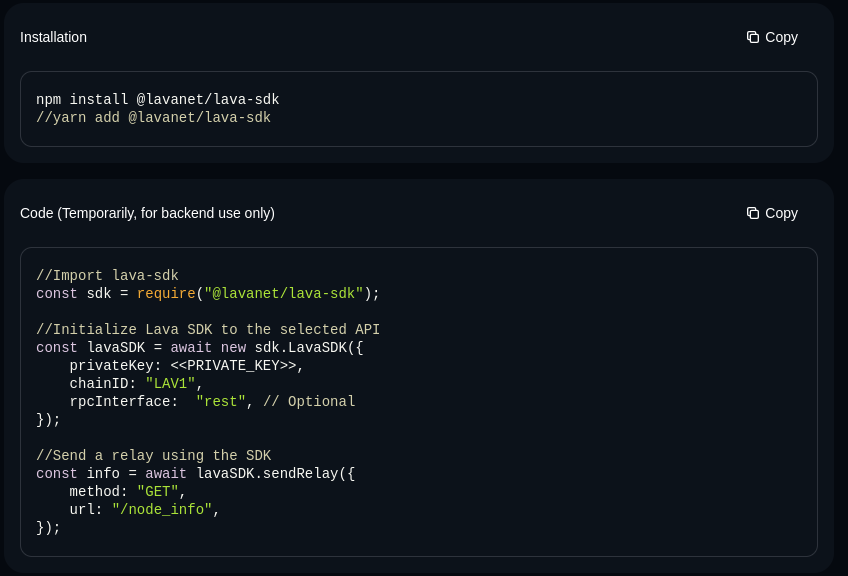 Installation
Copy
npm install @lavanet/lava-sdk
//yarn add @lavanet/lava-sdk
Code (Temporarily, for backend use only)
Copy
//Import lava-sdk
const sdk = require("@lavanet/lava-sdk");
//Initialize Lava SDK to the selected API
const lavaSDK = await new sdk.LavaSDK({
    privateKey: <<PRIVATE_KEY>>,
    chainID: "LAV1",
    rpcInterface:  "rest", // Optional
});
//Send a relay using the SDK
const info = await lavaSDK.sendRelay({
    method: "GET",
    url: "/node_info",
});